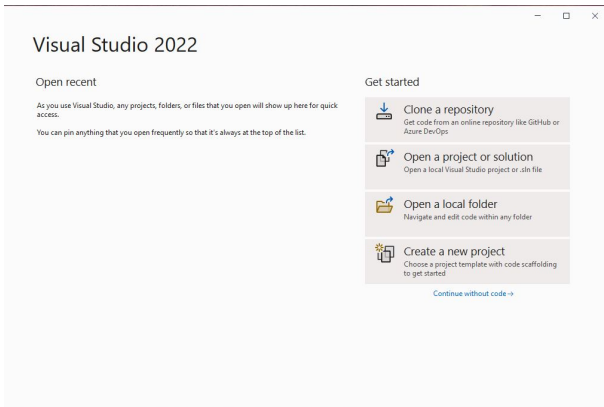 Visual Studio 2022
Open recent
As you use Visual Studio, any projects, folders, or files that you open will show up here for quick
access.
You can pin anything that you open frequently so that it's always at the top of the list.
Get started
Clone a repository
Get code from an online repository like GitHub or
Azure DevOps
Open a project or solution
Open a local Visual Studio project or .sln file
Open a local folder
Navigate and edit code within any folder
Create a new project
Choose a project template with code scaffolding
to get started
Continue without code →